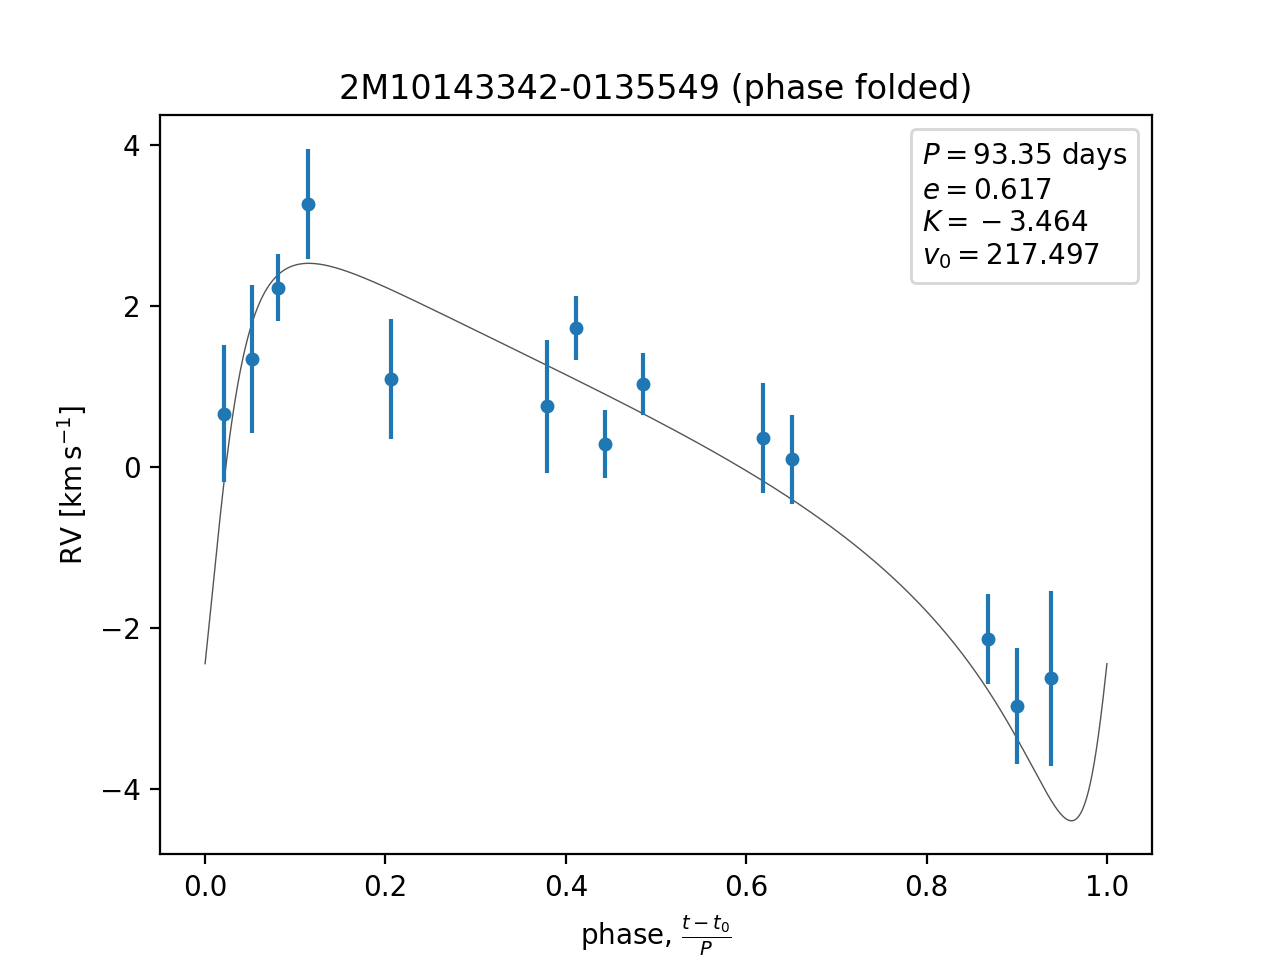 2M10143342-0135549 (phase folded)
P = 93.35 days
e = 0.617
K = −3.464
v₀ = 217.497
RV [km s⁻¹]
4
2
0
−2
−4
0.0 0.2 0.4 0.6 0.8 1.0
phase, (t − t₀)/P